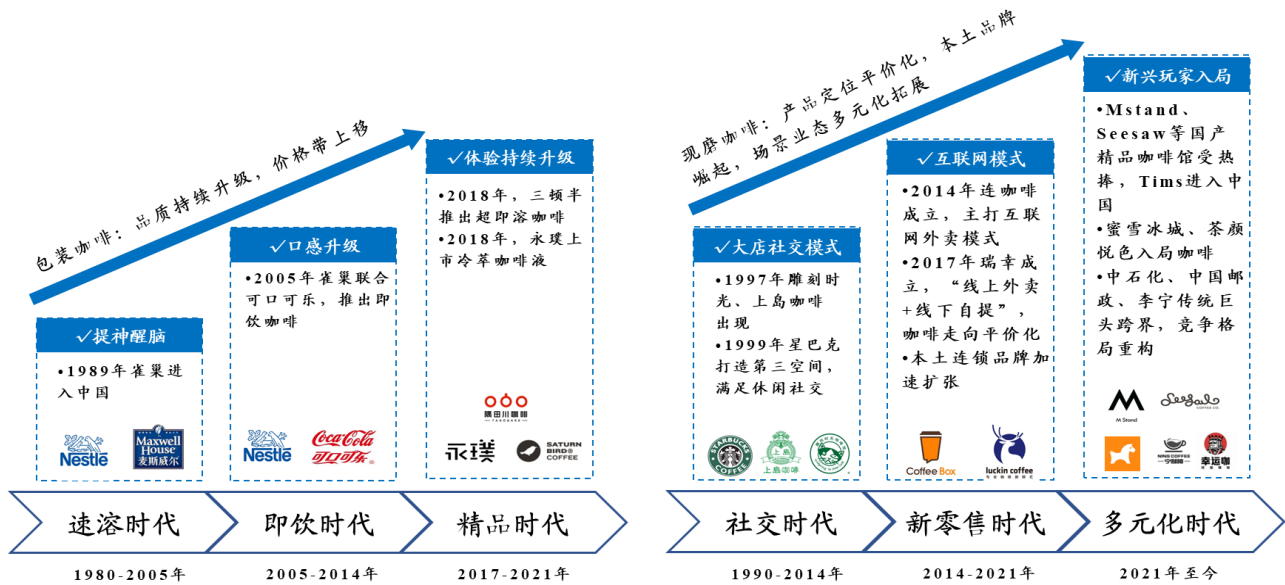 包装咖啡：品质持续升级，价格带上移
✓提神醒脑
•1989年雀巢进
入中国
Nestle
Maxwell
House
麦斯威尔
✓口感升级
•2005年雀巢联合
可口可乐，推出即
饮咖啡
Nestle
Coca-Cola
可口可乐
✓体验持续升级
•2018年，三顿半
推出超即溶咖啡
•2018年，永璞上
市冷萃咖啡液
隅田川咖啡
TASOGARE
永璞
SATURN
BIRD®
COFFEE
速溶时代
即饮时代
精品时代
1980-2005年
2005-2014年
2017-2021年
现磨咖啡：产品定位平价化，本土品牌
崛起，场景业态多元化拓展
✓大店社交模式
•1997年雕刻时
光、上岛咖啡
出现
•1999年星巴克
打造第三空间，
满足休闲社交
STARBUCKS
COFFEE
上島咖啡
✓互联网模式
•2014年连咖啡
成立，主打互联
网外卖模式
•2017年瑞幸成
立，“线上外卖
+线下自提”，
咖啡走向平价化
•本土连锁品牌加
速扩张
Coffee Box
luckin coffee
✓新兴玩家入局
•Mstand、
Seesaw等国产
精品咖啡馆受热
捧，Tims进入中
国
•蜜雪冰城、茶颜
悦色入局咖啡
•中石化、中国邮
政、李宁传统巨
头跨界，竞争格
局重构
M Stand
Seesaw
COFFEE CO.
NING COFFEE
幸运咖
社交时代
新零售时代
多元化时代
1990-2014年
2014-2021年
2021年至今